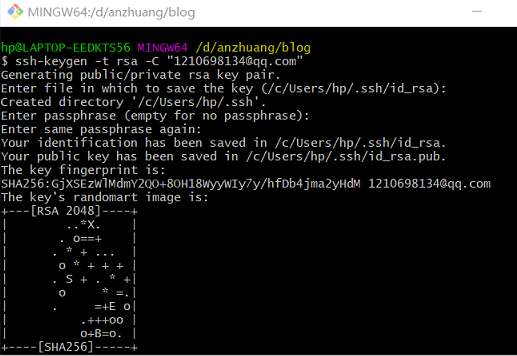 MINGW64:/d/anzhuang/blog
hp@LAPTOP-EEDKTS56 MINGW64 /d/anzhuang/blog
$ ssh-keygen -t rsa -C "1210698134@qq.com"
Generating public/private rsa key pair.
Enter file in which to save the key (/c/Users/hp/.ssh/id_rsa):
Created directory '/c/Users/hp/.ssh'.
Enter passphrase (empty for no passphrase):
Enter same passphrase again:
Your identification has been saved in /c/Users/hp/.ssh/id_rsa.
Your public key has been saved in /c/Users/hp/.ssh/id_rsa.pub.
The key fingerprint is:
SHA256:GjXSEzWlMdmY2QO+8OH18WyyWIy7y/hfDb4jma2yHdM 1210698134@qq.com
The key's randomart image is:
+---[RSA 2048]----+
|        ..*X.    |
|       . o==+    |
|      . * + ...  |
|       o * + + + |
|      . S + . * +|
|       o     * =.|
|      .     =+E o|
|          .+++oo |
|          o+B=o. |
+----[SHA256]-----+